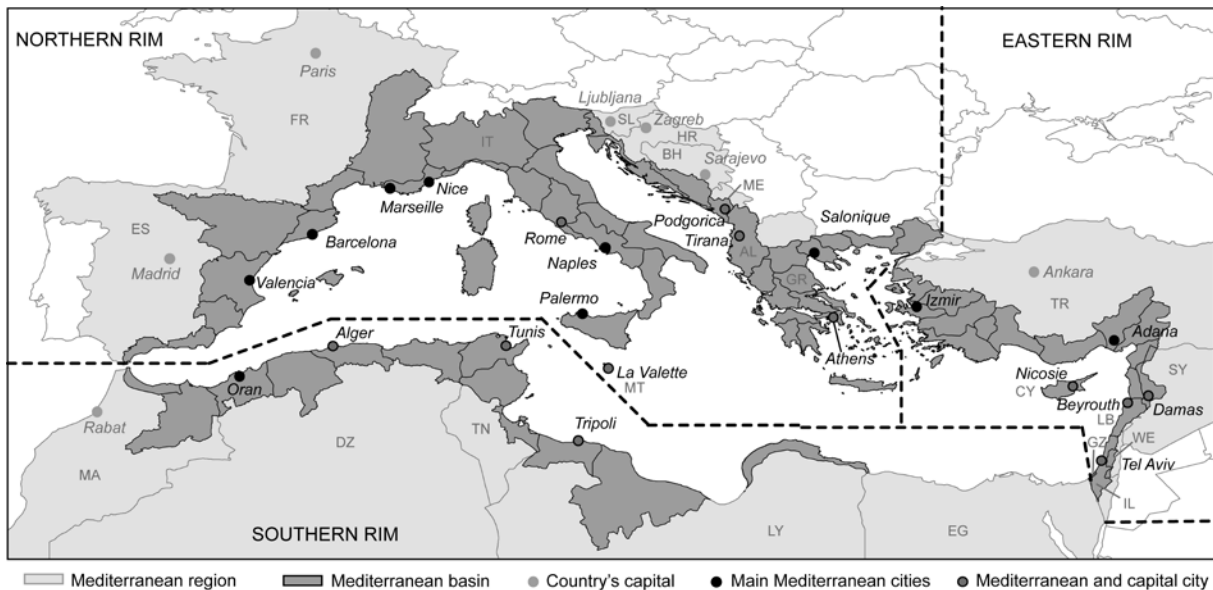 NORTHERN RIM
EASTERN RIM
Paris
FR
Ljubljana
SL
Zagreb
HR
IT
BH
Sarajevo
ME
Nice
Marseille
Podgorica
Salonique
ES
Barcelona
Rome
Tirana
AL
Madrid
Naples
GR
Ankara
Valencia
TR
Palermo
Izmir
Alger
Tunis
Adana
Athens
Oran
La Valette
MT
Nicosie
CY
SY
Beyrouth
Damas
Rabat
Tripoli
LB
DZ
TN
GZ
WE
Tel Aviv
MA
IL
SOUTHERN RIM
LY
EG
Mediterranean region
Mediterranean basin
Country's capital
Main Mediterranean cities
Mediterranean and capital city